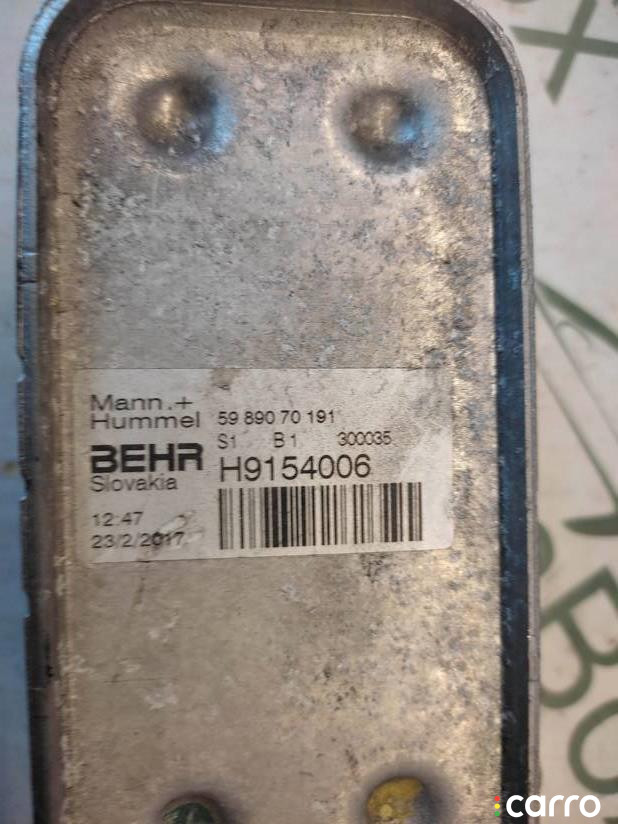 Mann.+
Hummel 59 890 70 191
S1 B1 300035
BEHR H9154006
Slovakia
12:47
23/2/2017
carro